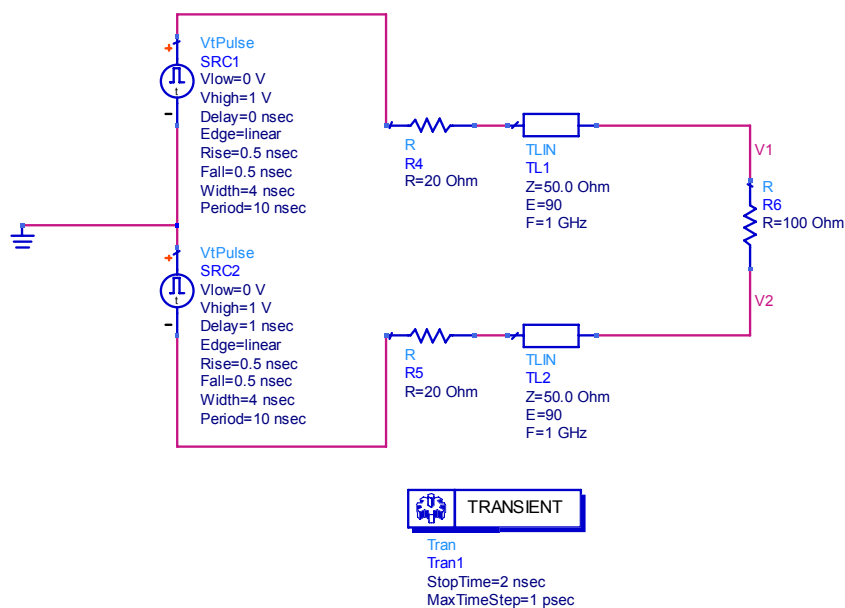 VtPulse
SRC1
Vlow=0 V
Vhigh=1 V
Delay=0 nsec
Edge=linear
Rise=0.5 nsec
Fall=0.5 nsec
Width=4 nsec
Period=10 nsec
+
t
-
R
R4
R=20 Ohm
TLIN
TL1
Z=50.0 Ohm
E=90
F=1 GHz
V1
R
R6
R=100 Ohm
V2
VtPulse
SRC2
Vlow=0 V
Vhigh=1 V
Delay=1 nsec
Edge=linear
Rise=0.5 nsec
Fall=0.5 nsec
Width=4 nsec
Period=10 nsec
+
t
-
R
R5
R=20 Ohm
TLIN
TL2
Z=50.0 Ohm
E=90
F=1 GHz
TRANSIENT
Tran
Tran1
StopTime=2 nsec
MaxTimeStep=1 psec